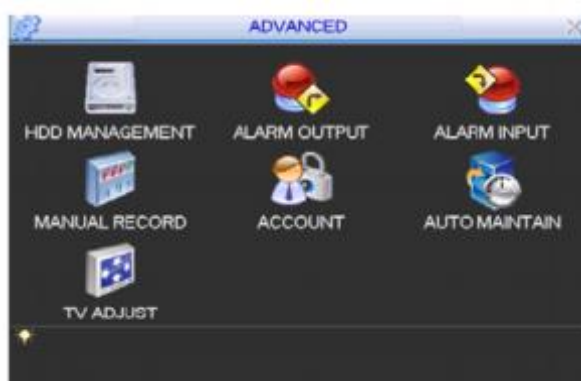 ADVANCED
HDD MANAGEMENT
ALARM OUTPUT
ALARM INPUT
MANUAL RECORD
ACCOUNT
AUTO MAINTAIN
TV ADJUST